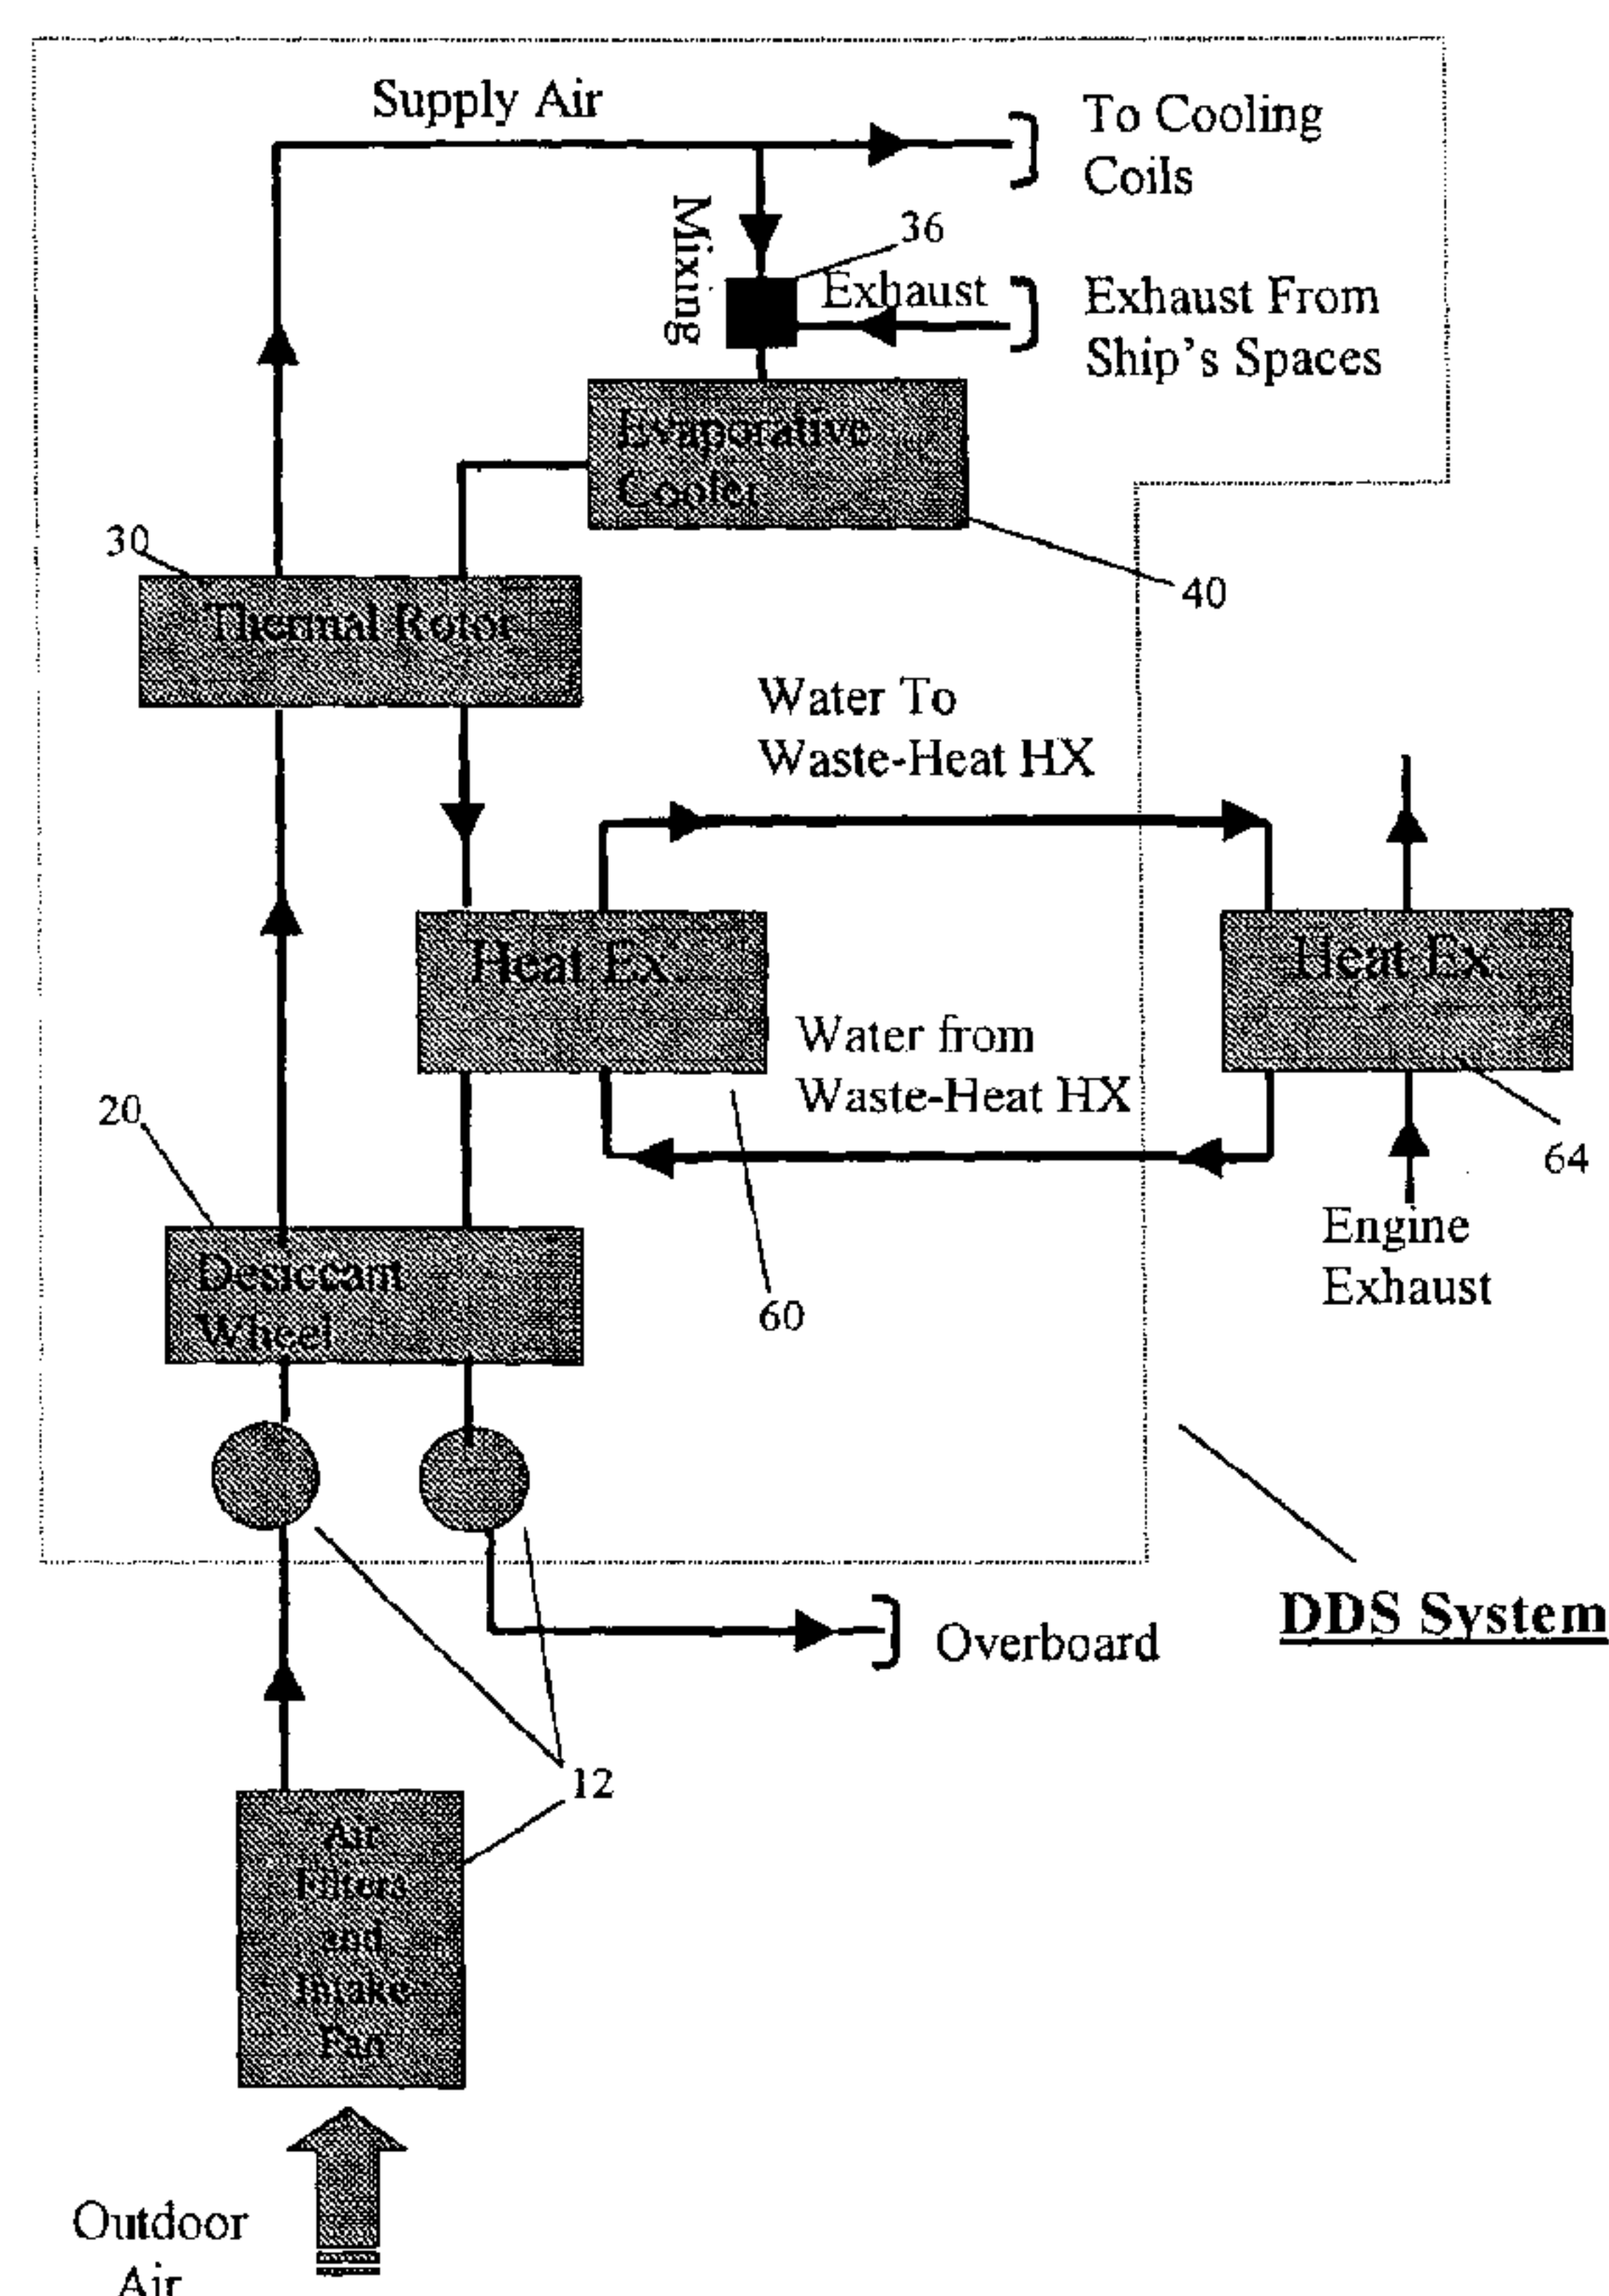 Supply Air
To Cooling
Coils
Mixung
36
Exhaust
Exhaust From
Ship's Spaces
Evaporative
Cooler
30
40
Thermal Rotor
Water To
Waste-Heat HX
Heat Ex.
Heat Ex.
Water from
Waste-Heat HX
20
64
Engine
Exhaust
Desiccant
Wheel
60
DDS System
Overboard
12
Air
Filters
and
Intake
Fan
Outdoor
Air